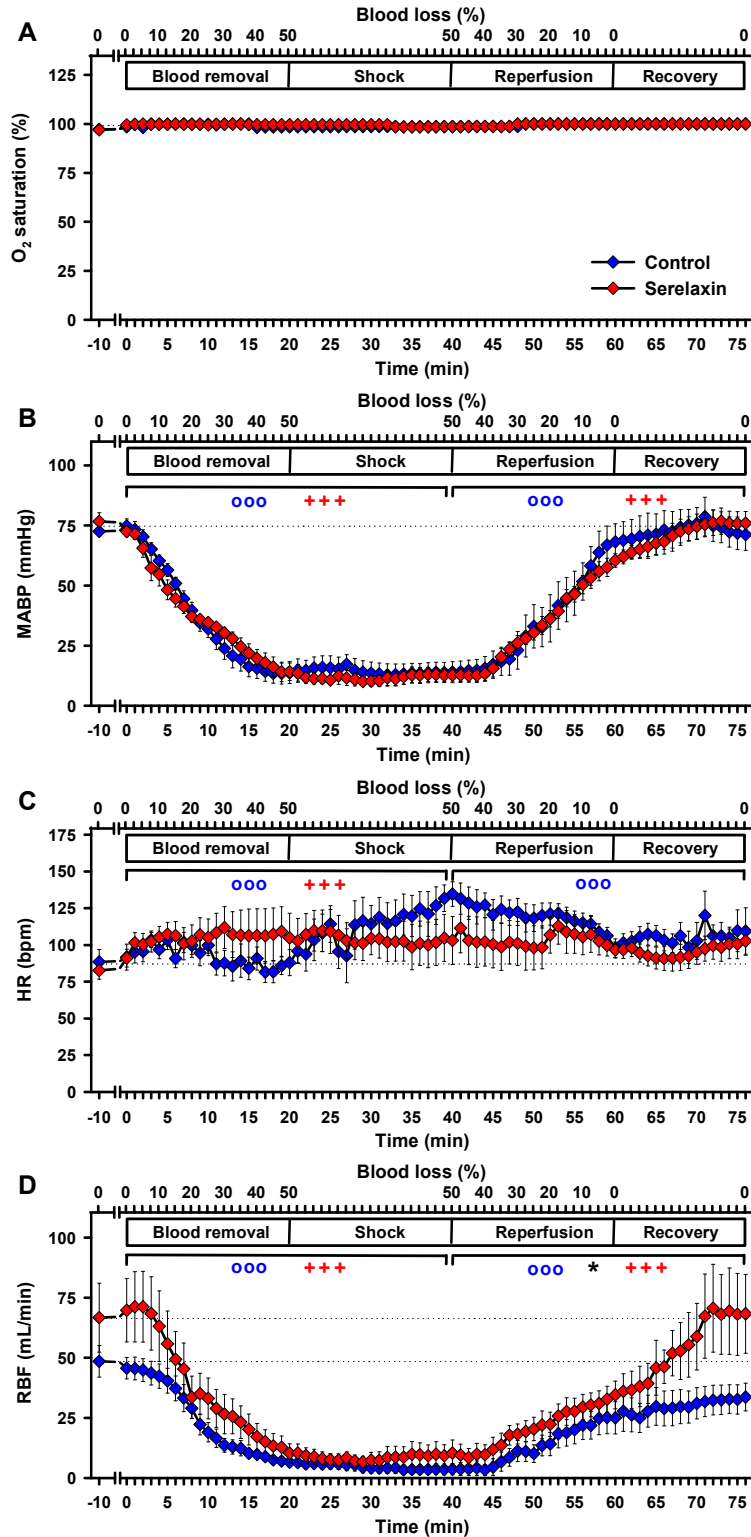 Blood loss (%)
A
0 0 10 20 30 40 50 50 40 30 20 10 0 0
Blood removal Shock Reperfusion Recovery
125
100
75
50
25
0
O2 saturation (%)
Control
Serelaxin
-10 0 5 10 15 20 25 30 35 40 45 50 55 60 65 70 75
Time (min)
B
Blood loss (%)
0 0 10 20 30 40 50 50 40 30 20 10 0 0
Blood removal Shock Reperfusion Recovery
ooo +++ ooo +++
100
75
50
25
0
MABP (mmHg)
-10 0 5 10 15 20 25 30 35 40 45 50 55 60 65 70 75
Time (min)
C
Blood loss (%)
0 0 10 20 30 40 50 50 40 30 20 10 0 0
Blood removal Shock Reperfusion Recovery
ooo +++ ooo
175
150
125
100
75
50
25
0
HR (bpm)
-10 0 5 10 15 20 25 30 35 40 45 50 55 60 65 70 75
Time (min)
D
Blood loss (%)
0 0 10 20 30 40 50 50 40 30 20 10 0 0
Blood removal Shock Reperfusion Recovery
ooo +++ ooo * +++
100
75
50
25
0
RBF (mL/min)
-10 0 5 10 15 20 25 30 35 40 45 50 55 60 65 70 75
Time (min)